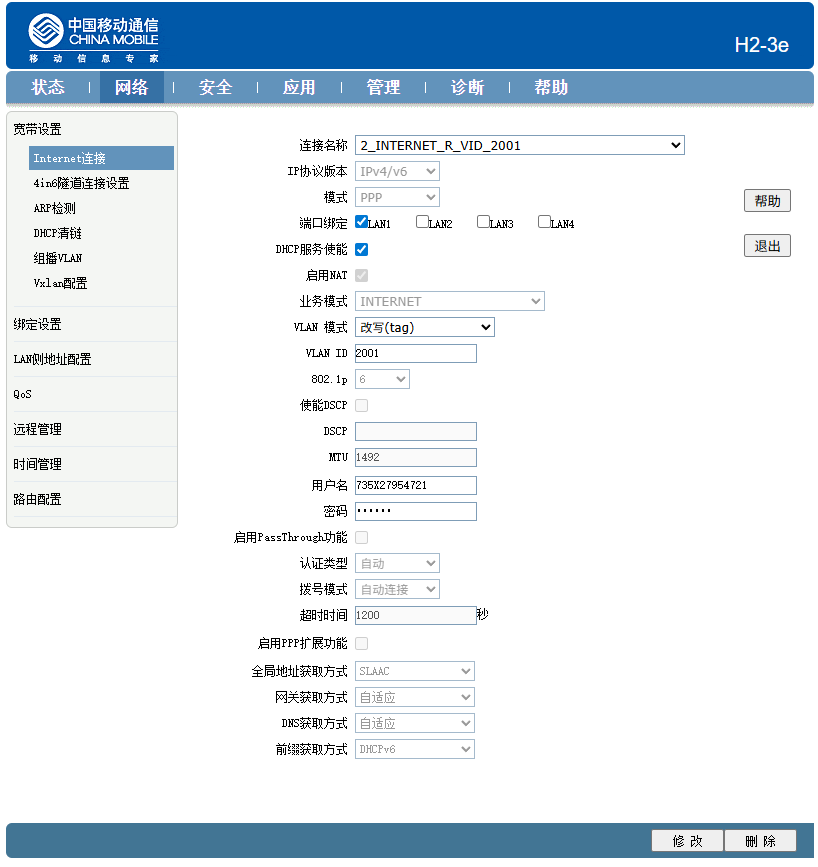 中国移动通信
CHINA MOBILE
移 动 信 息 专 家
H2-3e
状态 | 网络 | 安全 | 应用 | 管理 | 诊断 | 帮助
宽带设置
Internet连接
4in6隧道连接设置
ARP检测
DHCP清链
组播VLAN
Vxlan配置
绑定设置
LAN侧地址配置
QoS
远程管理
时间管理
路由配置
连接名称 2_INTERNET_R_VID_2001
IP协议版本 IPv4/v6
模式 PPP
端口绑定 LAN1 LAN2 LAN3 LAN4
DHCP服务使能
启用NAT
业务模式 INTERNET
VLAN 模式 改写(tag)
VLAN ID 2001
802.1p 6
使能DSCP
DSCP
MTU 1492
用户名 735X27954721
密码 ••••••
启用PassThrough功能
认证类型 自动
拨号模式 自动连接
超时时间 1200 秒
启用PPP扩展功能
全局地址获取方式 SLAAC
网关获取方式 自适应
DNS获取方式 自适应
前缀获取方式 DHCPv6
帮助
退出
修 改
删 除